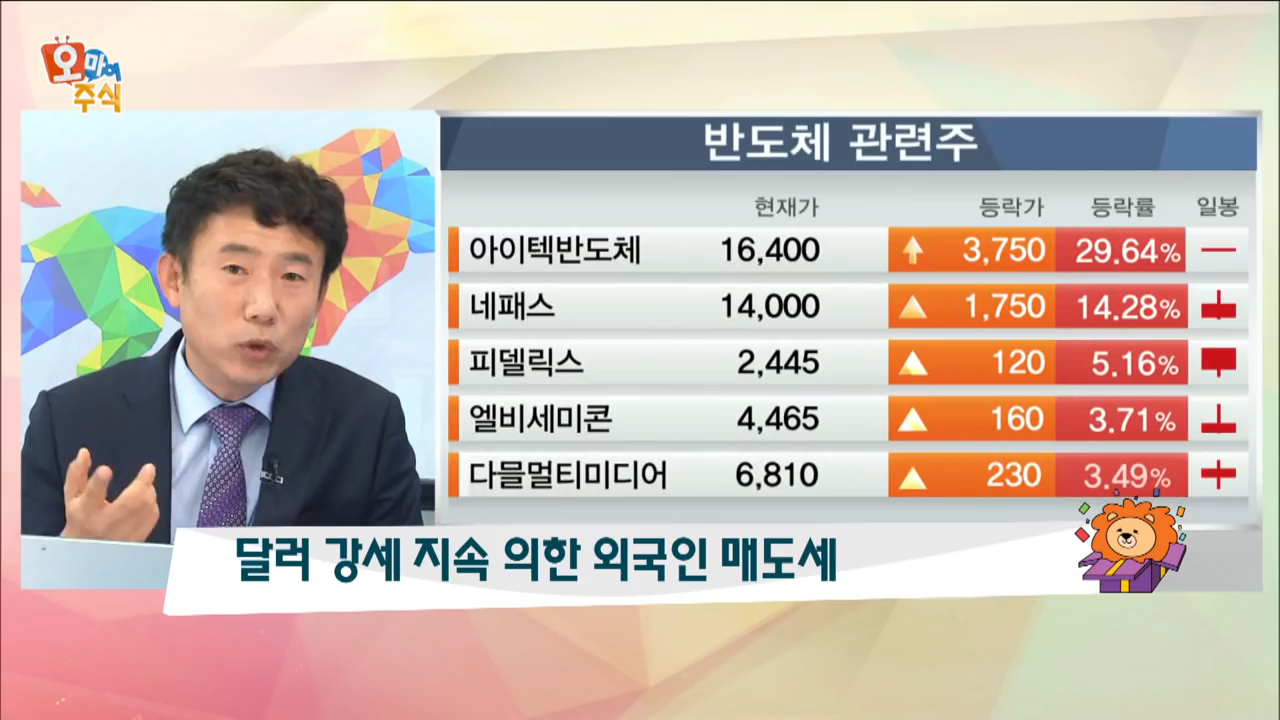 오마이
주식
반도체 관련주
현재가 등락가 등락률 일봉
아이텍반도체 16,400 3,750 29.64%
네패스 14,000 1,750 14.28%
피델릭스 2,445 120 5.16%
엘비세미콘 4,465 160 3.71%
다믈멀티미디어 6,810 230 3.49%
달러 강세 지속 의한 외국인 매도세